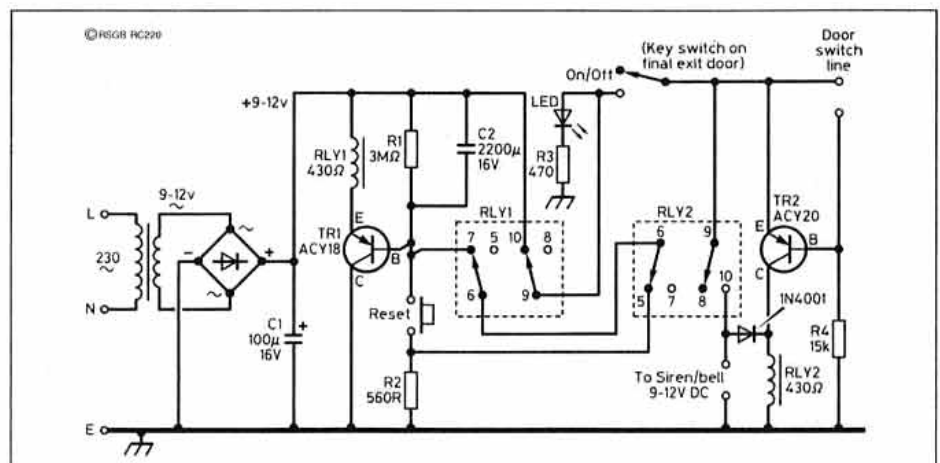 ©RSGB RC220
+9-12v
RLY1
430Ω
R1
3MΩ
C2
2200µ
16V
LED
R3
470
On/Off
(Key switch on
final exit door)
Door
switch
line
L
230
~
N
9-12v
~
~
~
-
+
C1
100µ
16V
+
TR1
ACY18
E
B
C
RLY1
7
5
10
8
6
9
RLY2
6
9
10
5
7
8
TR2
ACY20
E
B
C
1N4001
Reset
R2
560R
To Siren/bell
9-12V DC
RLY2
430Ω
R4
15k
E